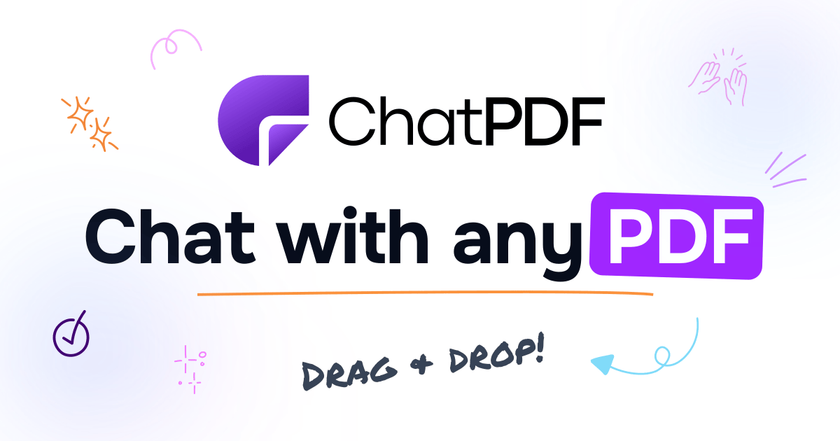 ChatPDF
Chat with any PDF
DRAG & DROP!